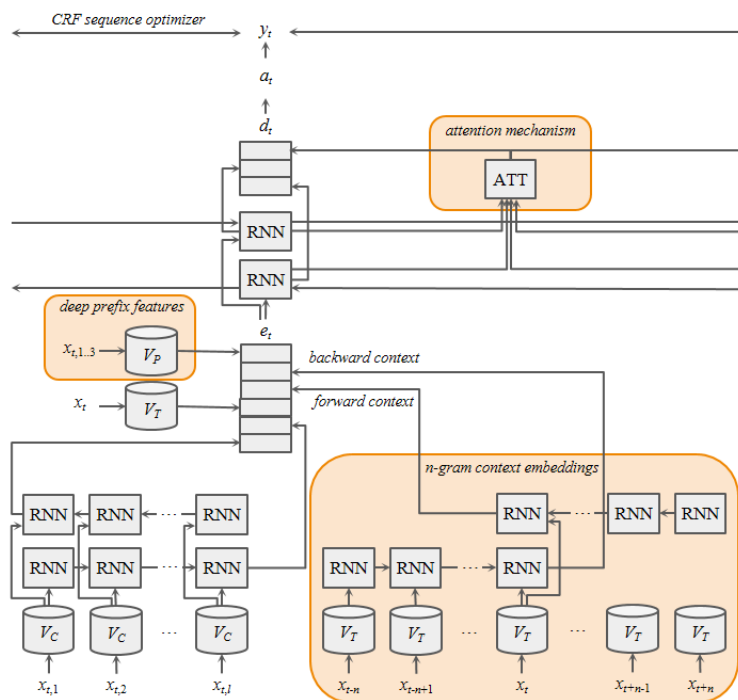 CRF sequence optimizer
y_t
a_t
d_t
attention mechanism
ATT
RNN
RNN
deep prefix features
e_t
x_t,1..3 V_P
backward context
x_t V_T
forward context
n-gram context embeddings
RNN RNN ... RNN RNN ... RNN RNN
RNN RNN ... RNN RNN RNN ... RNN
V_C V_C ... V_C V_T V_T ... V_T ... V_T V_T
x_t,1 x_t,2 x_t,l x_t-n x_t-n+1 x_t x_t+n-1 x_t+n